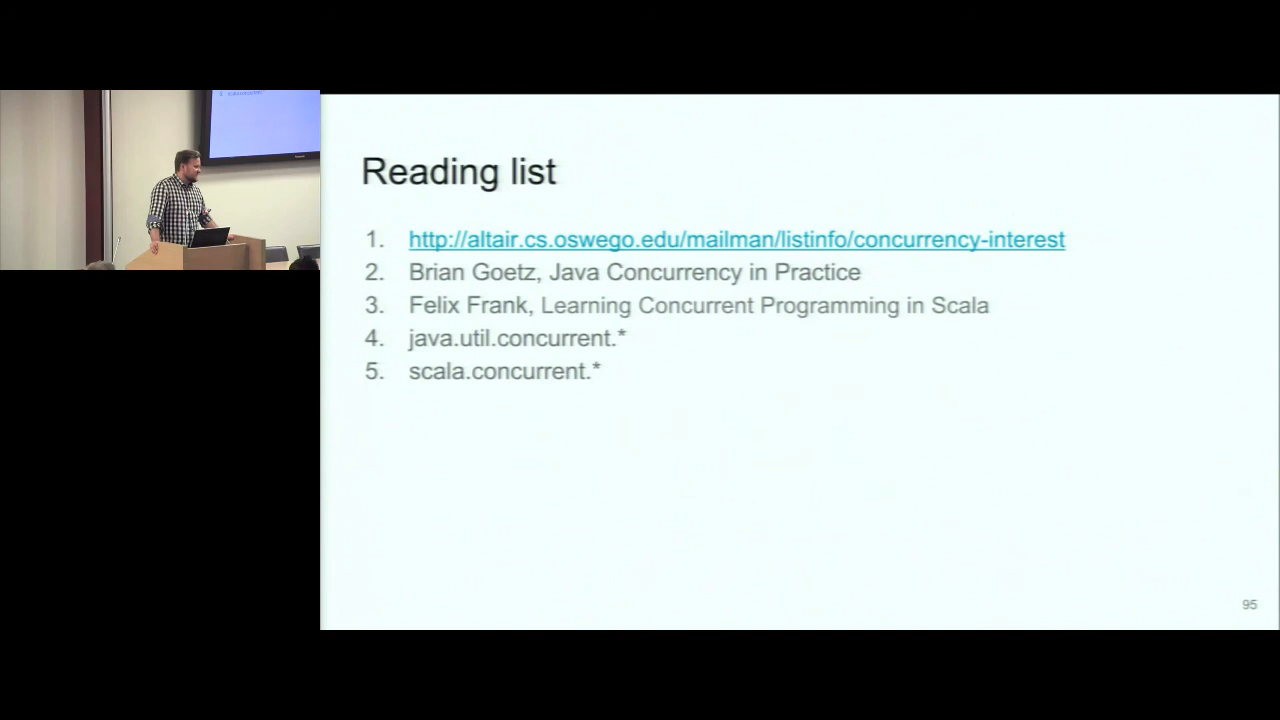 Reading list
1. http://altair.cs.oswego.edu/mailman/listinfo/concurrency-interest
2. Brian Goetz, Java Concurrency in Practice
3. Felix Frank, Learning Concurrent Programming in Scala
4. java.util.concurrent.*
5. scala.concurrent.*
95